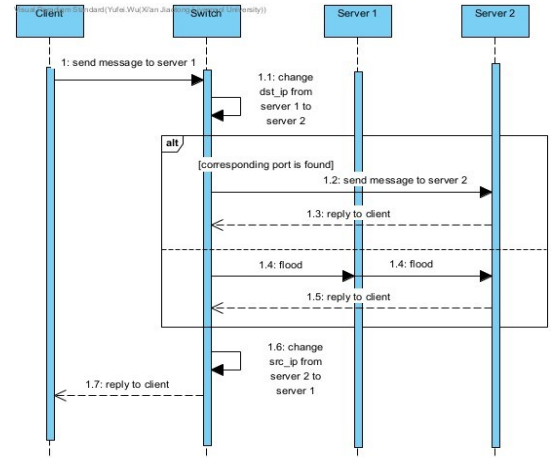 Client
Switch
Server 1
Server 2
1: send message to server 1
1.1: change
dst_ip from
server 1 to
server 2
alt
[corresponding port is found]
1.2: send message to server 2
1.3: reply to client
1.4: flood
1.4: flood
1.5: reply to client
1.6: change
src_ip from
server 2 to
server 1
1.7: reply to client